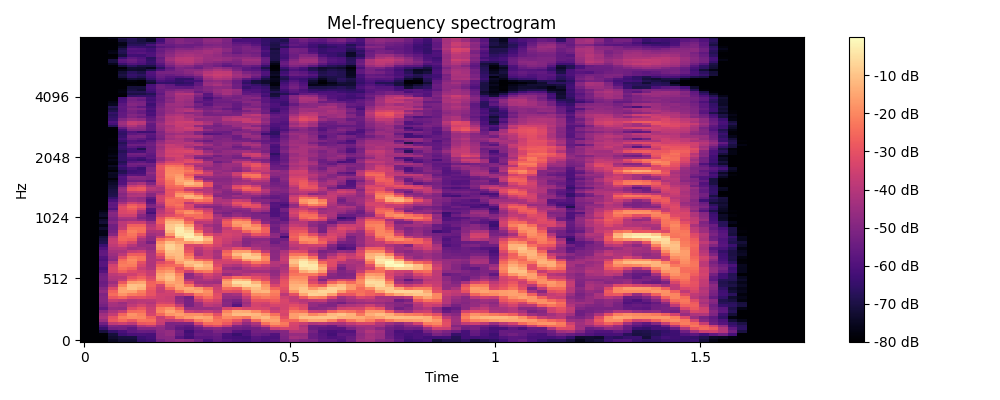 Mel-frequency spectrogram
Hz
4096
2048
1024
512
0
0 0.5 1 1.5
Time
-10 dB
-20 dB
-30 dB
-40 dB
-50 dB
-60 dB
-70 dB
-80 dB